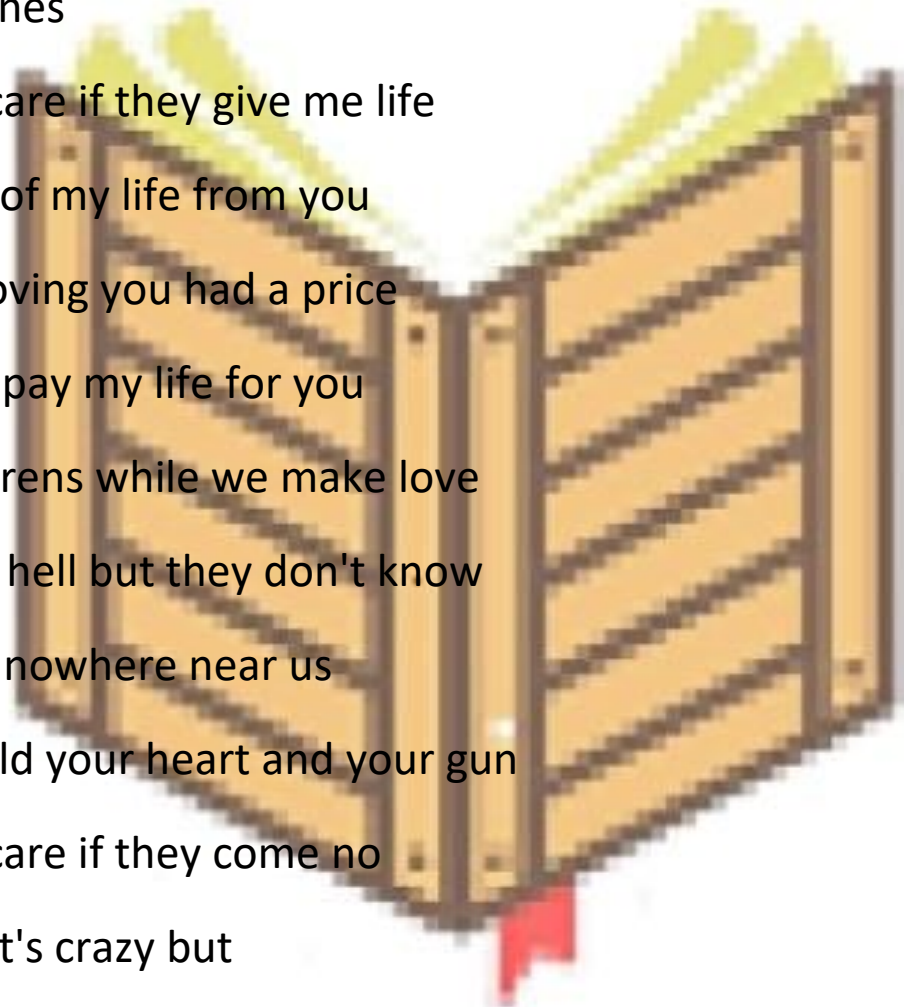 nes
care if they give me life
of my life from you
oving you had a price
pay my life for you
rens while we make love
hell but they don't know
nowhere near us
ld your heart and your gun
care if they come no
t's crazy but